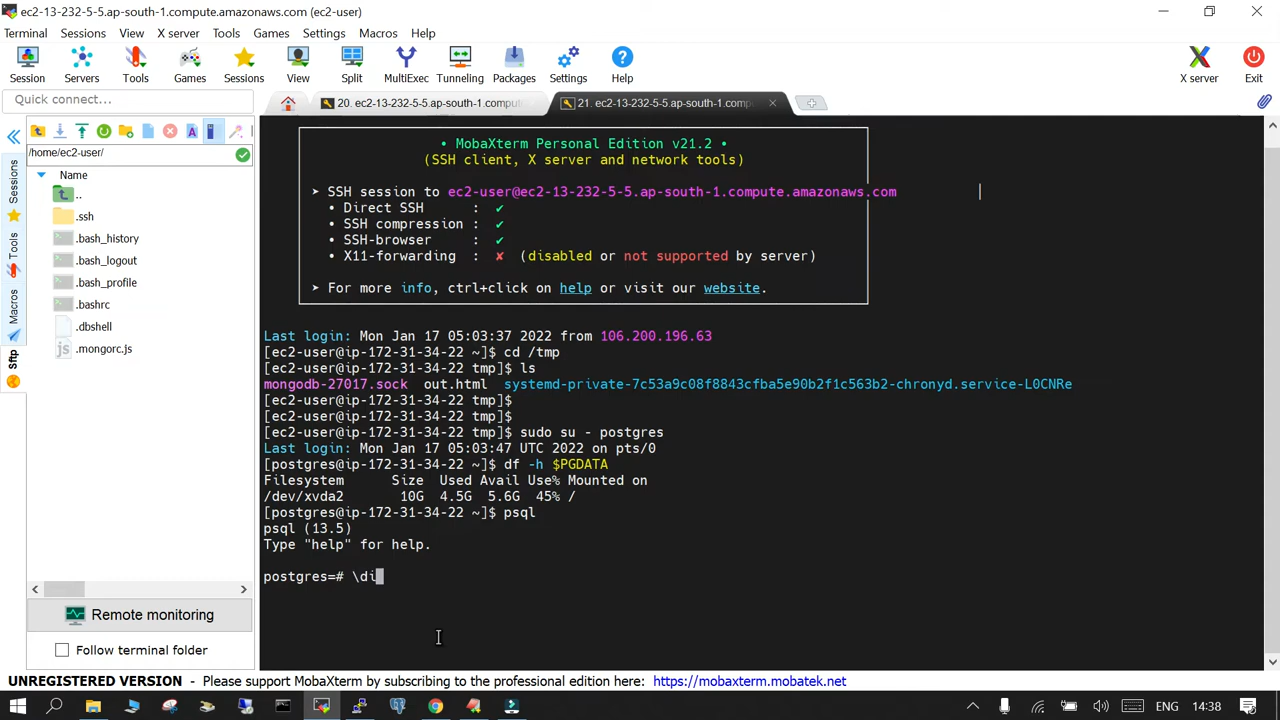 ec2-13-232-5-5.ap-south-1.compute.amazonaws.com (ec2-user)
Terminal Sessions View X server Tools Games Settings Macros Help
Session Servers Tools Games Sessions View Split MultiExec Tunneling Packages Settings Help X server Exit
Quick connect...
20. ec2-13-232-5-5.ap-south-1.compute
21. ec2-13-232-5-5.ap-south-1.comp
/home/ec2-user/
Name
..
.ssh
.bash_history
.bash_logout
.bash_profile
.bashrc
.dbshell
.mongorc.js
Sessions
Tools
Macros
Sftp
• MobaXterm Personal Edition v21.2 •
(SSH client, X server and network tools)
➤ SSH session to ec2-user@ec2-13-232-5-5.ap-south-1.compute.amazonaws.com
• Direct SSH : ✔
• SSH compression : ✔
• SSH-browser : ✔
• X11-forwarding : ✘ (disabled or not supported by server)
➤ For more info, ctrl+click on help or visit our website.
Last login: Mon Jan 17 05:03:37 2022 from 106.200.196.63
[ec2-user@ip-172-31-34-22 ~]$ cd /tmp
[ec2-user@ip-172-31-34-22 tmp]$ ls
mongodb-27017.sock out.html systemd-private-7c53a9c08f8843cfba5e90b2f1c563b2-chronyd.service-L0CNRe
[ec2-user@ip-172-31-34-22 tmp]$
[ec2-user@ip-172-31-34-22 tmp]$
[ec2-user@ip-172-31-34-22 tmp]$ sudo su - postgres
Last login: Mon Jan 17 05:03:47 UTC 2022 on pts/0
[postgres@ip-172-31-34-22 ~]$ df -h $PGDATA
Filesystem Size Used Avail Use% Mounted on
/dev/xvda2 10G 4.5G 5.6G 45% /
[postgres@ip-172-31-34-22 ~]$ psql
psql (13.5)
Type "help" for help.
postgres=# \di
Remote monitoring
Follow terminal folder
UNREGISTERED VERSION - Please support MobaXterm by subscribing to the professional edition here: https://mobaxterm.mobatek.net
ENG 14:38